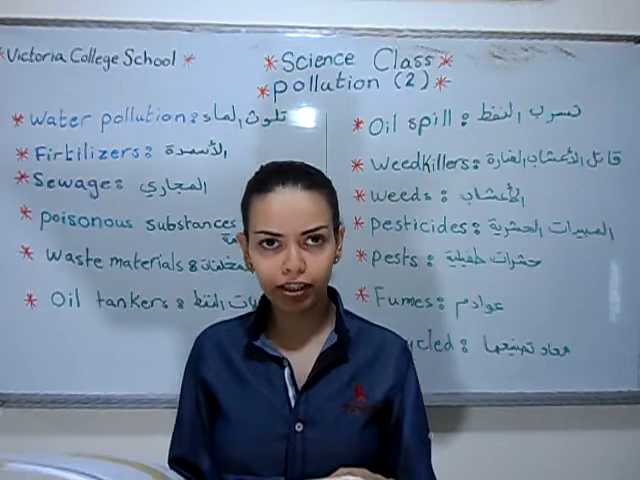 *Victoria College School *
*Science Class*
*pollution (2)*
* Water pollution: تلوث الماء
* Firtilizers: الأسمدة
* Sewage: المجاري
* poisonous substances
* Waste materials:
* Oil tankers:
* Oil spill: تسرب النفط
* Weedkillers: قاتل الأعشاب الضارة
* weeds: الأعشاب
* pesticides: المبيدات الحشرية
* pests: حشرات طفيلية
* Fumes: عوادم
ycled: معاد تصنيعها